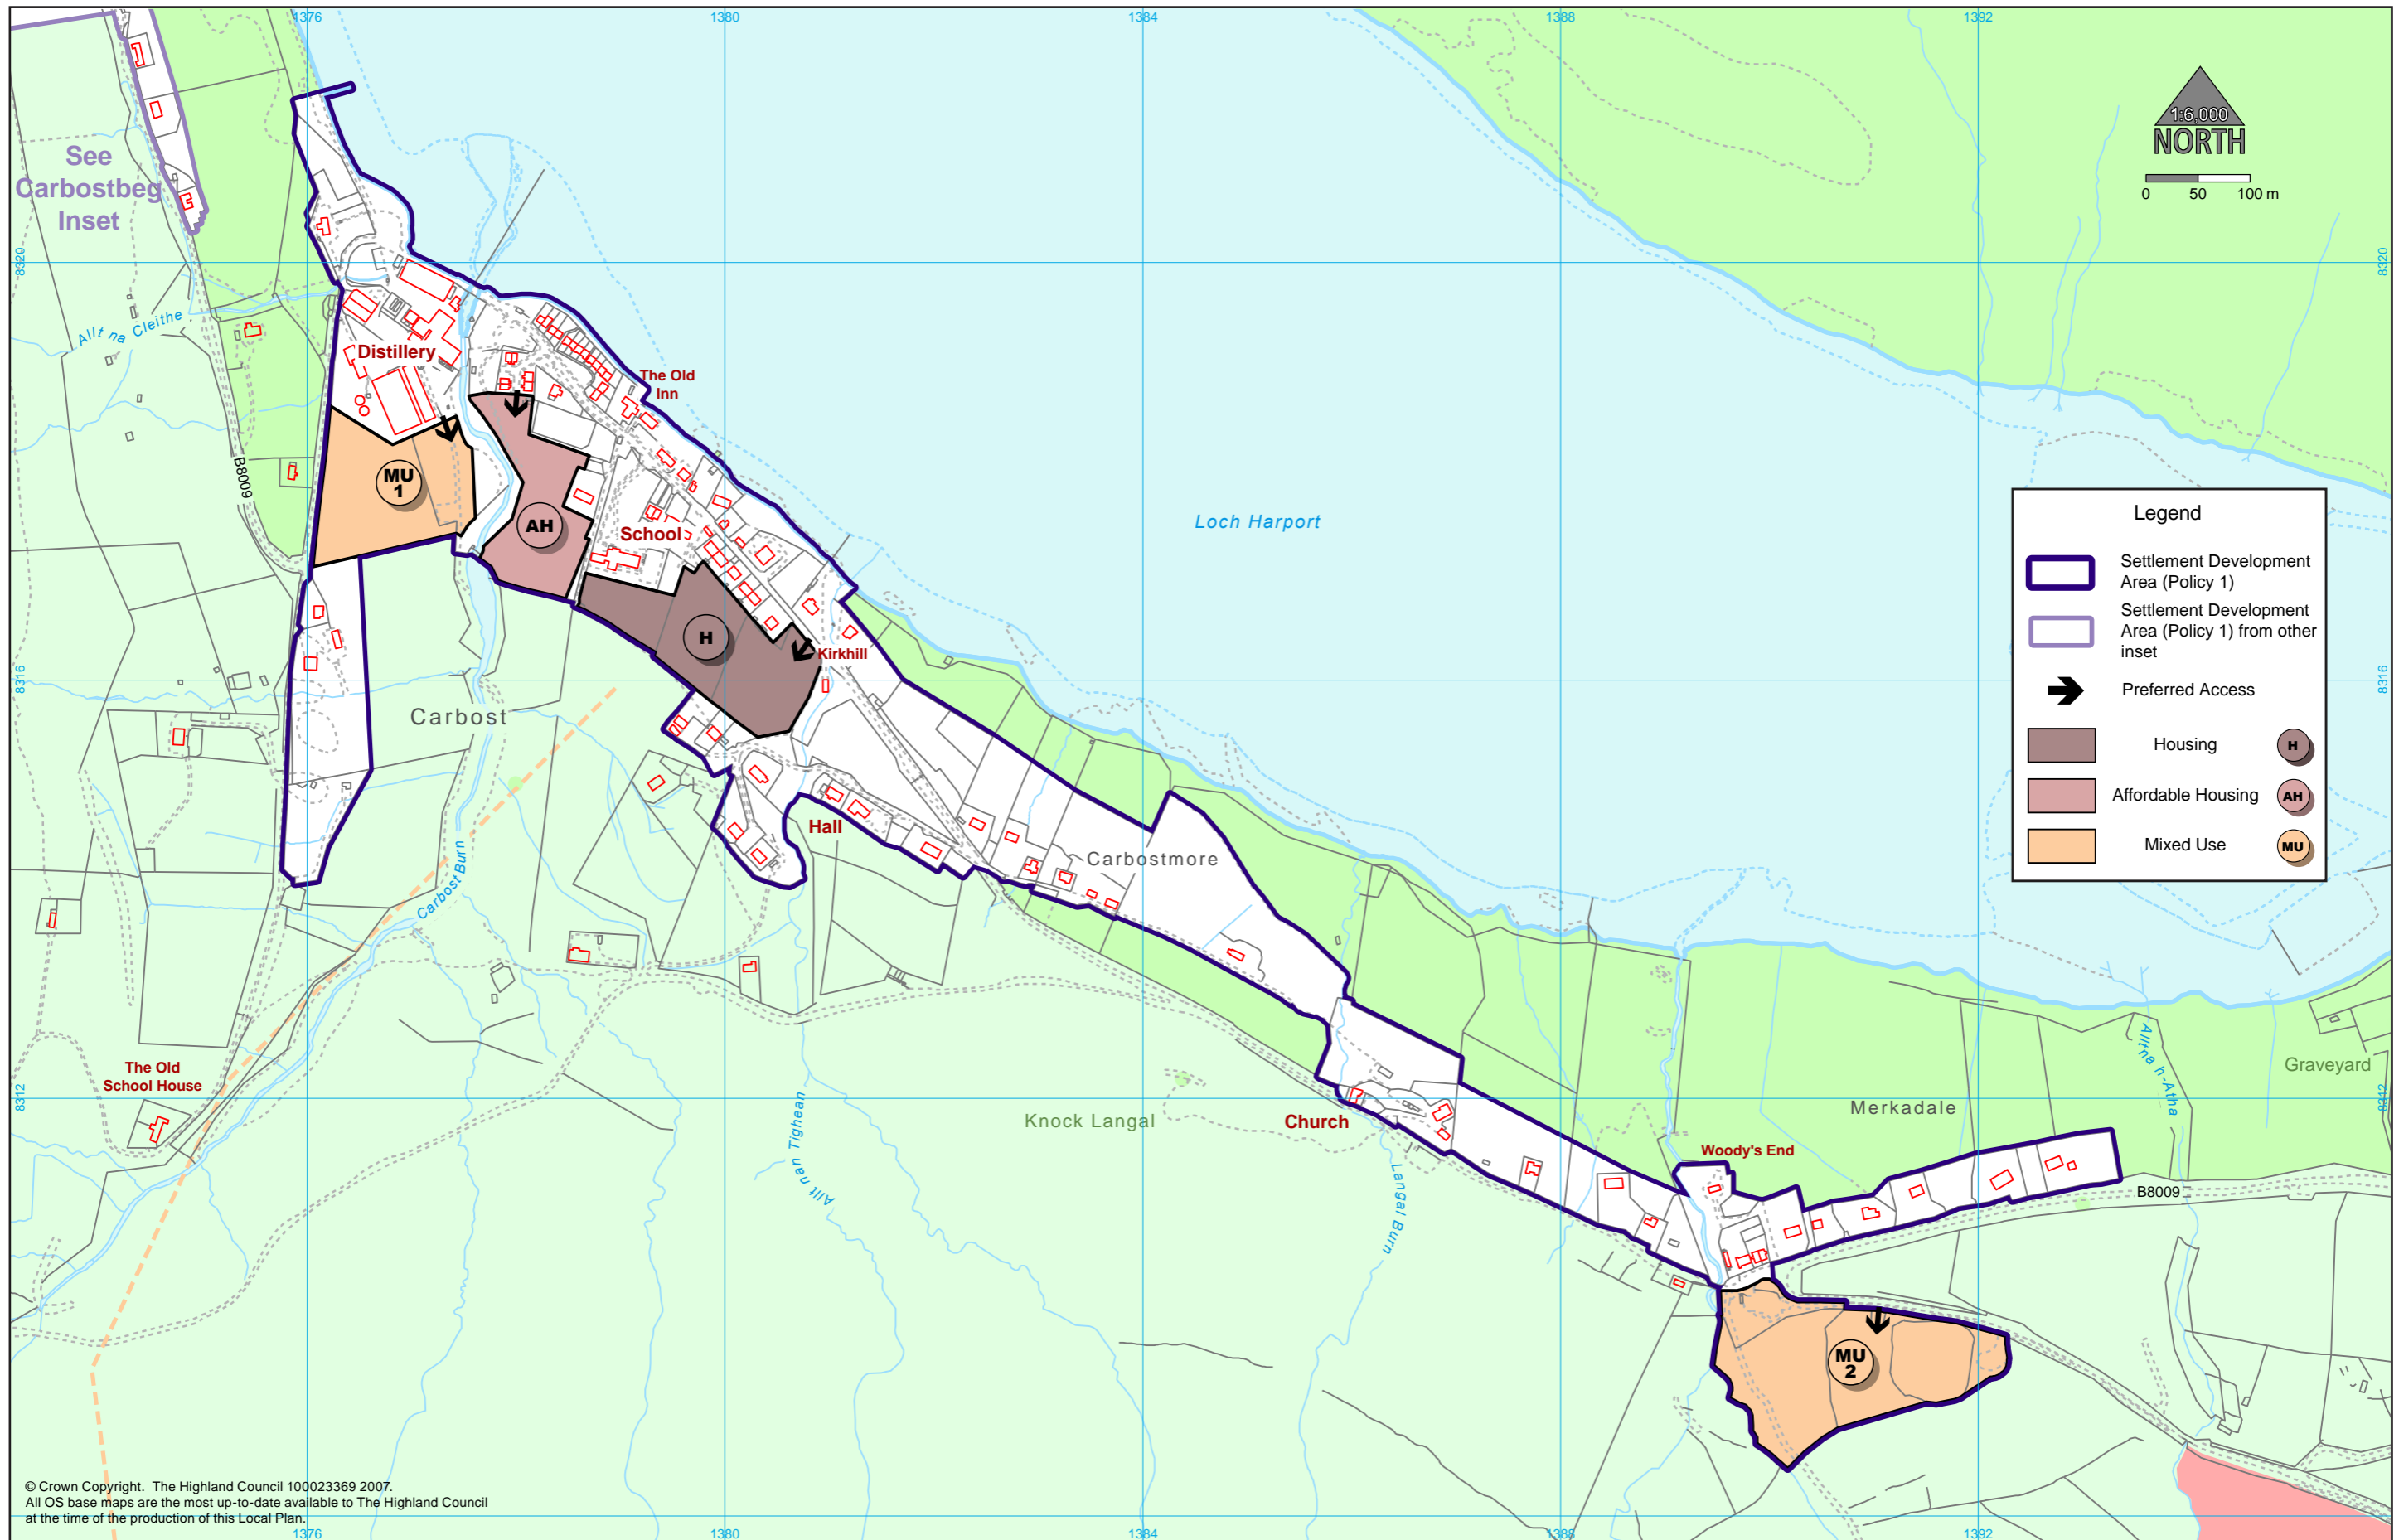 1376
1380
1384
1388
1392
See
Carbostbeg
Inset
1:6,000
NORTH
0 50 100 m
8320
8320
Allt na Cleithe
Distillery
The Old
Inn
B8009
MU
1
AH
School
Loch Harport
H
Kirkhill
8316
8316
Carbost
Legend
Settlement Development
Area (Policy 1)
Settlement Development
Area (Policy 1) from other
inset
Preferred Access
Housing
H
Affordable Housing
AH
Mixed Use
MU
Hall
Carbostmore
Carbost Burn
The Old
School House
8312
8312
Allt nan Tighean
Knock Langal
Church
Langal Burn
Merkadale
Woody's End
Allt na h-Atha
Graveyard
B8009
MU
2
© Crown Copyright. The Highland Council 100023369 2007.
All OS base maps are the most up-to-date available to The Highland Council
at the time of the production of this Local Plan.
1376
1380
1384
1388
1392